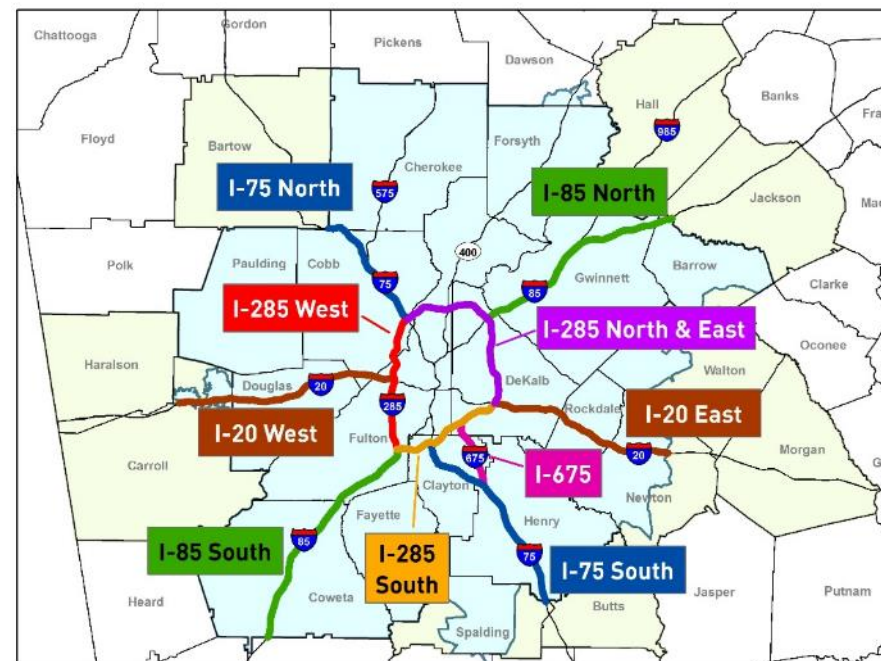 Chattooga
Gordon
Pickens
Dawson
Hall
Banks
Floyd
Bartow
Cherokee
Forsyth
985
I-75 North
575
I-85 North
Jackson
400
Polk
Paulding
Cobb
75
85
Gwinnett
Barrow
Clarke
I-285 West
I-285 North & East
Oconee
Haralson
Douglas
20
DeKalb
Walton
I-20 West
285
Rockdale
I-20 East
Fulton
Morgan
Carroll
675
I-675
20
Clayton
Newton
Fayette
Henry
I-85 South
85
I-285
South
75
I-75 South
Heard
Coweta
Spalding
Butts
Jasper
Putnam